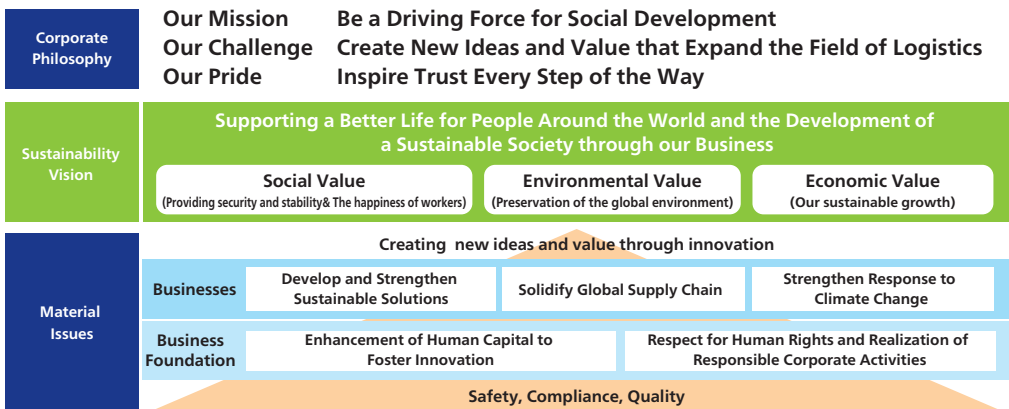 Corporate
Philosophy
Our Mission Be a Driving Force for Social Development
Our Challenge Create New Ideas and Value that Expand the Field of Logistics
Our Pride Inspire Trust Every Step of the Way
Sustainability
Vision
Supporting a Better Life for People Around the World and the Development of
a Sustainable Society through our Business
Social Value
(Providing security and stability& The happiness of workers)
Environmental Value
(Preservation of the global environment)
Economic Value
(Our sustainable growth)
Material
Issues
Creating new ideas and value through innovation
Businesses
Develop and Strengthen
Sustainable Solutions
Solidify Global Supply Chain
Strengthen Response to
Climate Change
Business
Foundation
Enhancement of Human Capital to
Foster Innovation
Respect for Human Rights and Realization of
Responsible Corporate Activities
Safety, Compliance, Quality